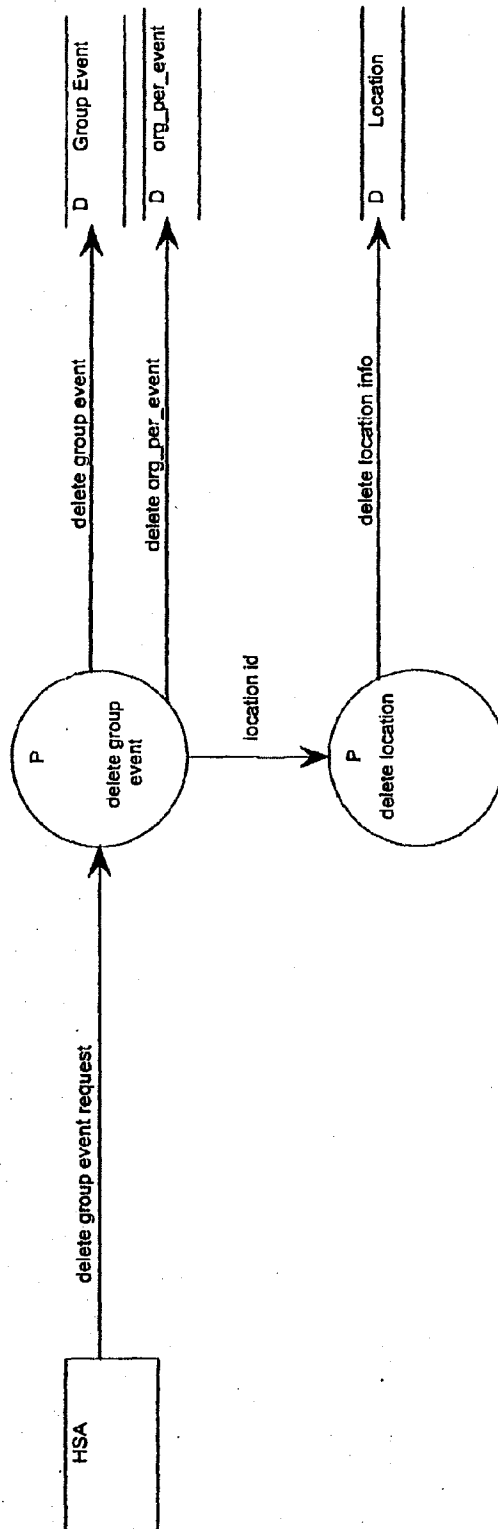 HSA
delete group event request
P
delete group
event
delete group event
D Group Event
delete org_per_event
D org_per_event
location id
P
delete location
delete location info
D Location